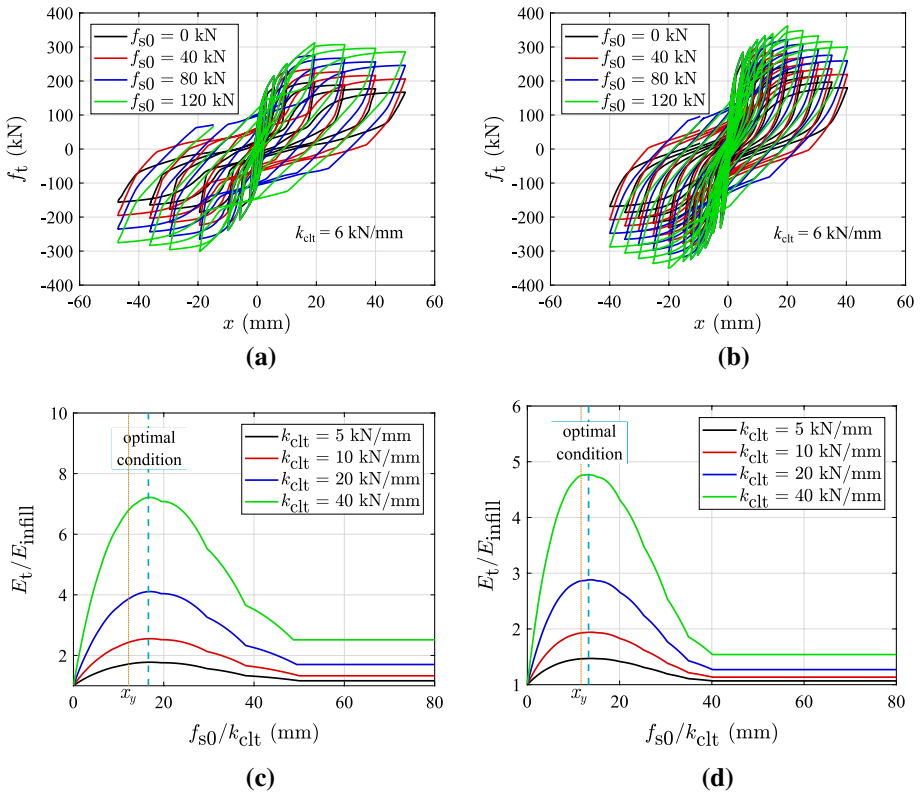 400
300
200
100
0
-100
-200
-300
-400
f_t (kN)
f_s0 = 0 kN
f_s0 = 40 kN
f_s0 = 80 kN
f_s0 = 120 kN
k_clt = 6 kN/mm
-60 -40 -20 0 20 40 60
x (mm)
(a)
400
300
200
100
0
-100
-200
-300
-400
f_t (kN)
f_s0 = 0 kN
f_s0 = 40 kN
f_s0 = 80 kN
f_s0 = 120 kN
k_clt = 6 kN/mm
-60 -40 -20 0 20 40 60
x (mm)
(b)
10
8
6
4
2
E_t/E_infill
optimal
condition
k_clt = 5 kN/mm
k_clt = 10 kN/mm
k_clt = 20 kN/mm
k_clt = 40 kN/mm
0 x_y 20 40 60 80
f_s0/k_clt (mm)
(c)
6
5
4
3
2
1
E_t/E_infill
optimal
condition
k_clt = 5 kN/mm
k_clt = 10 kN/mm
k_clt = 20 kN/mm
k_clt = 40 kN/mm
0 x_y 20 40 60 80
f_s0/k_clt (mm)
(d)